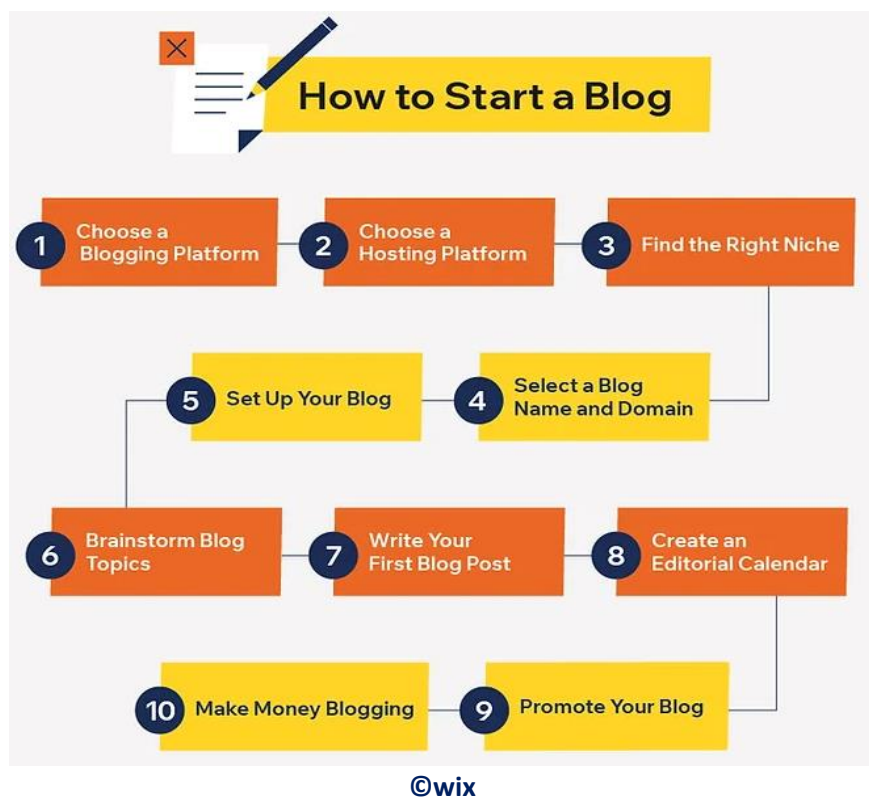 How to Start a Blog
1
Choose a
Blogging Platform
2
Choose a
Hosting Platform
3
Find the Right Niche
4
Select a Blog
Name and Domain
5
Set Up Your Blog
6
Brainstorm Blog
Topics
7
Write Your
First Blog Post
8
Create an
Editorial Calendar
9
Promote Your Blog
10
Make Money Blogging
©wix